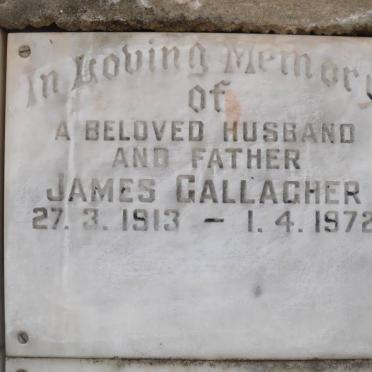 In Loving Memory
of
A BELOVED HUSBAND
AND FATHER
JAMES GALLAGHER
27. 3. 1913 - 1. 4. 1972